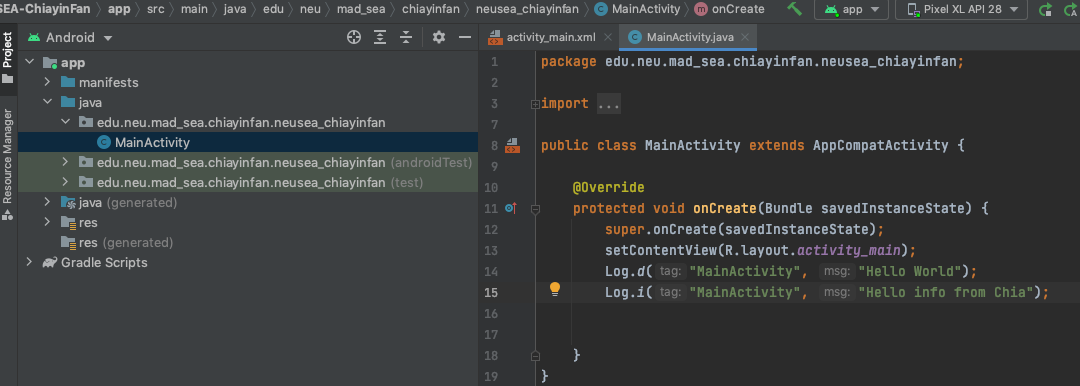 SEA-ChiayinFan app src main java edu neu mad_sea chiayinfan neusea_chiayinfan MainActivity onCreate app Pixel XL API 28
Project
Resource Manager
Android
app
manifests
java
edu.neu.mad_sea.chiayinfan.neusea_chiayinfan
MainActivity
edu.neu.mad_sea.chiayinfan.neusea_chiayinfan (androidTest)
edu.neu.mad_sea.chiayinfan.neusea_chiayinfan (test)
java (generated)
res
res (generated)
Gradle Scripts
activity_main.xml MainActivity.java
1 package edu.neu.mad_sea.chiayinfan.neusea_chiayinfan;
2
3 import ...
7
8 public class MainActivity extends AppCompatActivity {
9
10 @Override
11 protected void onCreate(Bundle savedInstanceState) {
12 super.onCreate(savedInstanceState);
13 setContentView(R.layout.activity_main);
14 Log.d( tag: "MainActivity", msg: "Hello World");
15 Log.i( tag: "MainActivity", msg: "Hello info from Chia");
16
17
18 }
19 }